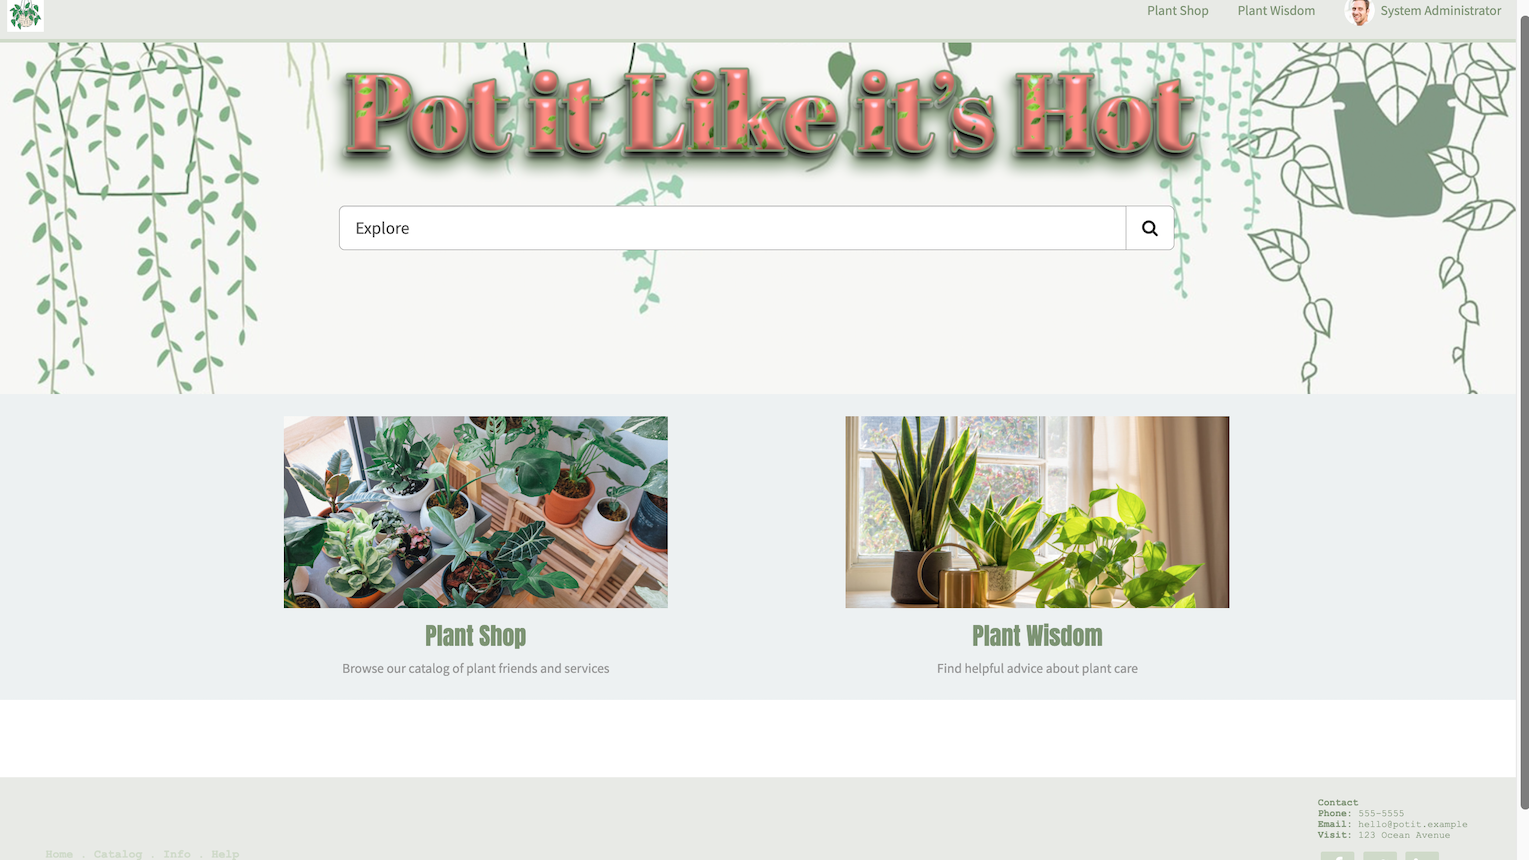 Plant Shop
Plant Wisdom
System Administrator
Pot it Like it's Hot
Explore
Plant Shop
Browse our catalog of plant friends and services
Plant Wisdom
Find helpful advice about plant care
Contact
Phone: 555-5555
Email: hello@potit.example
Visit: 123 Ocean Avenue
Home . Catalog . Info . Help